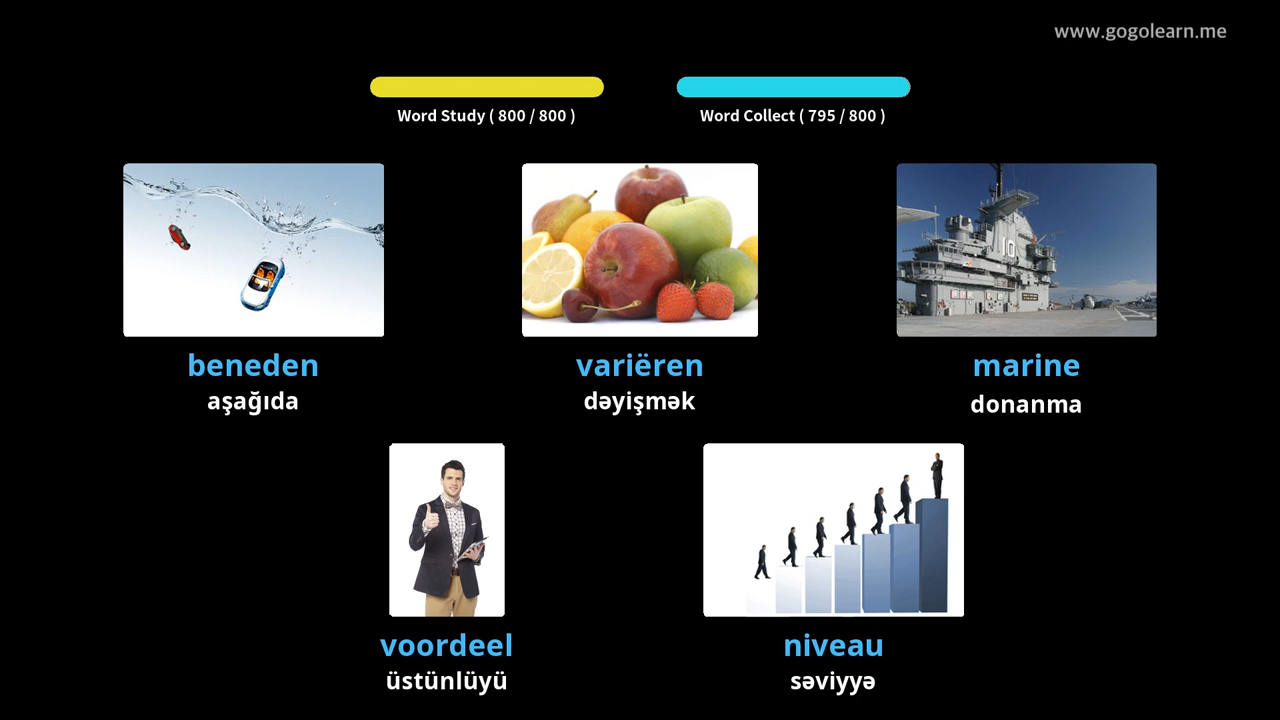 www.gogolearn.me
Word Study ( 800 / 800 )
Word Collect ( 795 / 800 )
10
beneden
aşağıda
variëren
dəyişmək
marine
donanma
voordeel
üstünlüyü
niveau
səviyyə